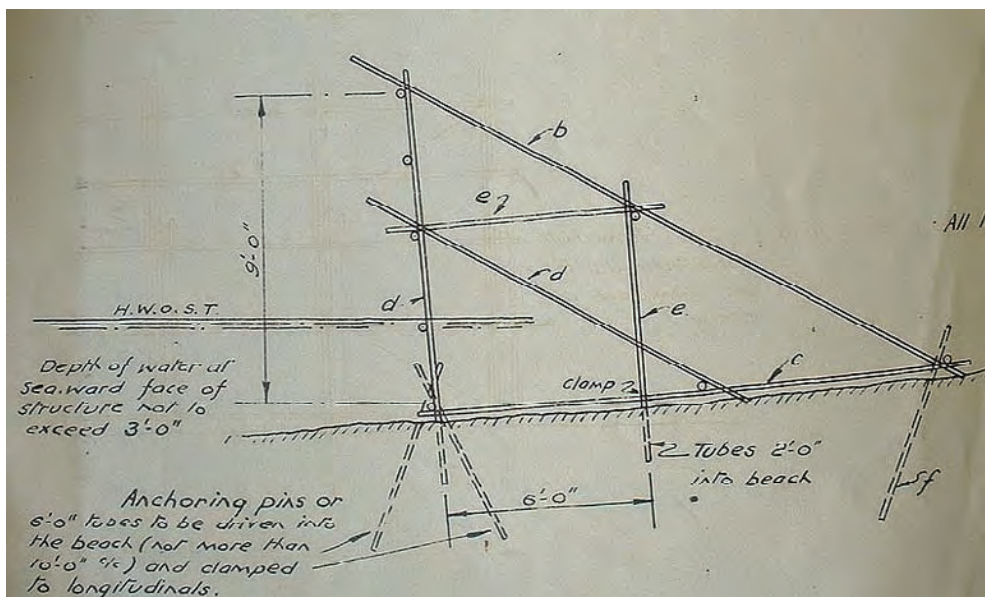 b
e
All
9'-0"
d
d
H.W.O.S.T.
e
Depth of water at
sea.ward face of
structure not to
exceed 3'-0"
clamp
c
Tubes 2'-0"
into beach
6'-0"
f
Anchoring pins or
6'-0" tubes to be driven into
the beach (not more than
10'-0" c/c) and clamped
to longitudinals.